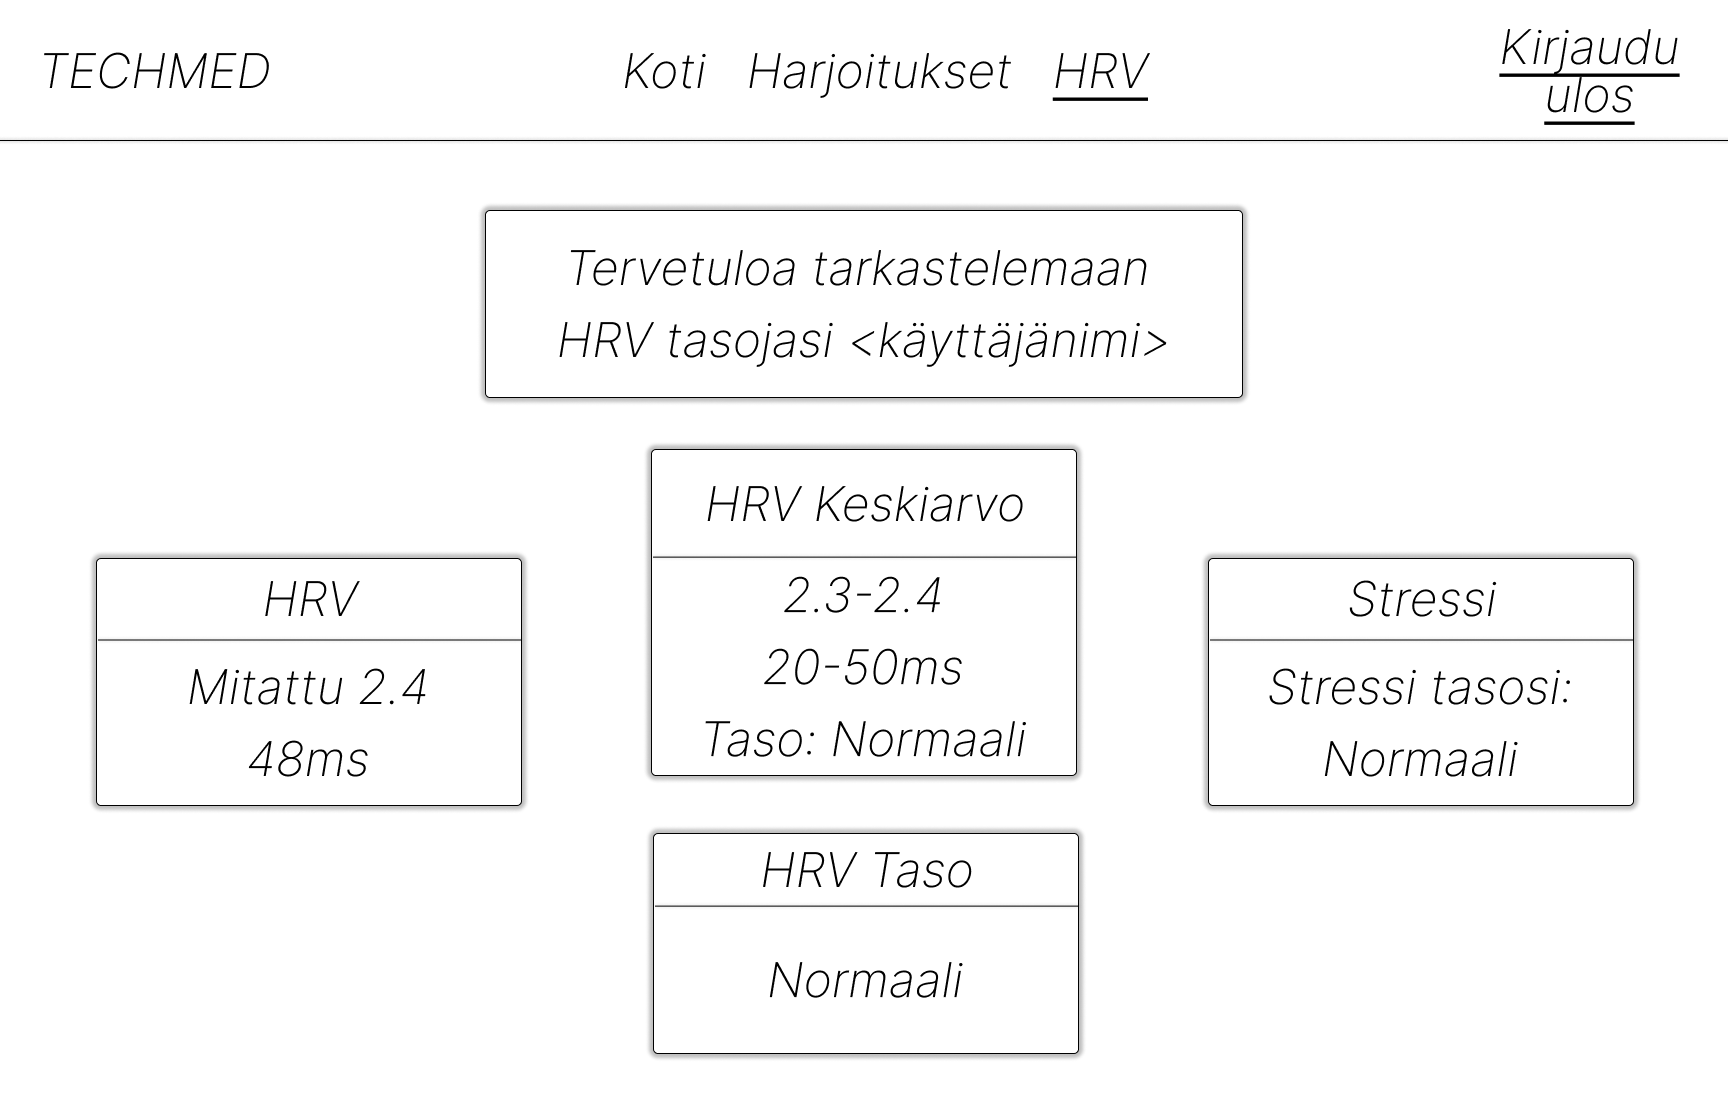 TECHMED
Koti Harjoitukset HRV
Kirjaudu
ulos
Tervetuloa tarkastelemaan
HRV tasojasi <käyttäjänimi>
HRV
Mitattu 2.4
48ms
HRV Keskiarvo
2.3-2.4
20-50ms
Taso: Normaali
Stressi
Stressi tasosi:
Normaali
HRV Taso
Normaali